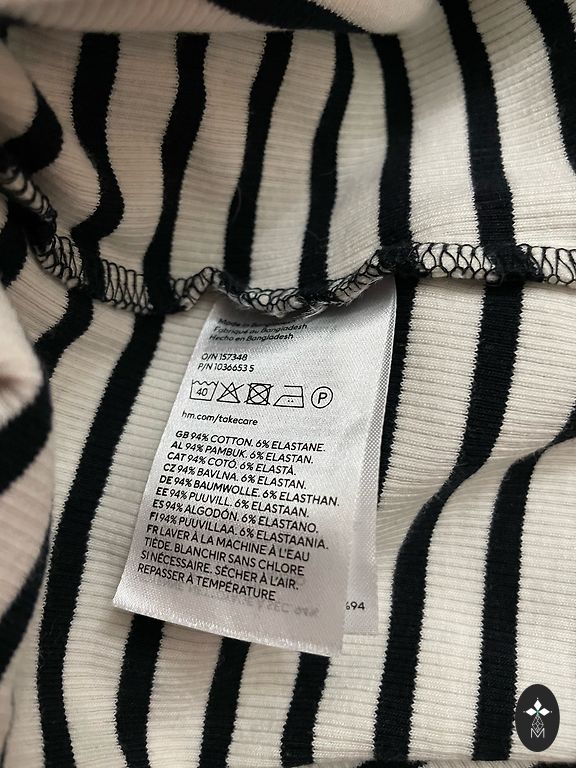 Made in Bangladesh
Fabriqué au Bangladesh
Hecho en Bangladesh
O/N 157348
P/N 1036653 5
40 P
hm.com/takecare
GB 94% COTTON. 6% ELASTANE.
AL 94% PAMBUK. 6% ELASTAN.
CAT 94% COTÓ. 6% ELASTÀ.
CZ 94% BAVLNA. 6% ELASTAN.
DE 94% BAUMWOLLE. 6% ELASTHAN.
EE 94% PUUVILL. 6% ELASTAAN.
ES 94% ALGODÓN. 6% ELASTANO.
FI 94% PUUVILLAA. 6% ELASTAANIA.
FR LAVER À LA MACHINE À L'EAU
TIÈDE. BLANCHIR SANS CHLORE
SI NÉCESSAIRE. SÉCHER À L'AIR.
REPASSER À TEMPÉRATURE
%94
M